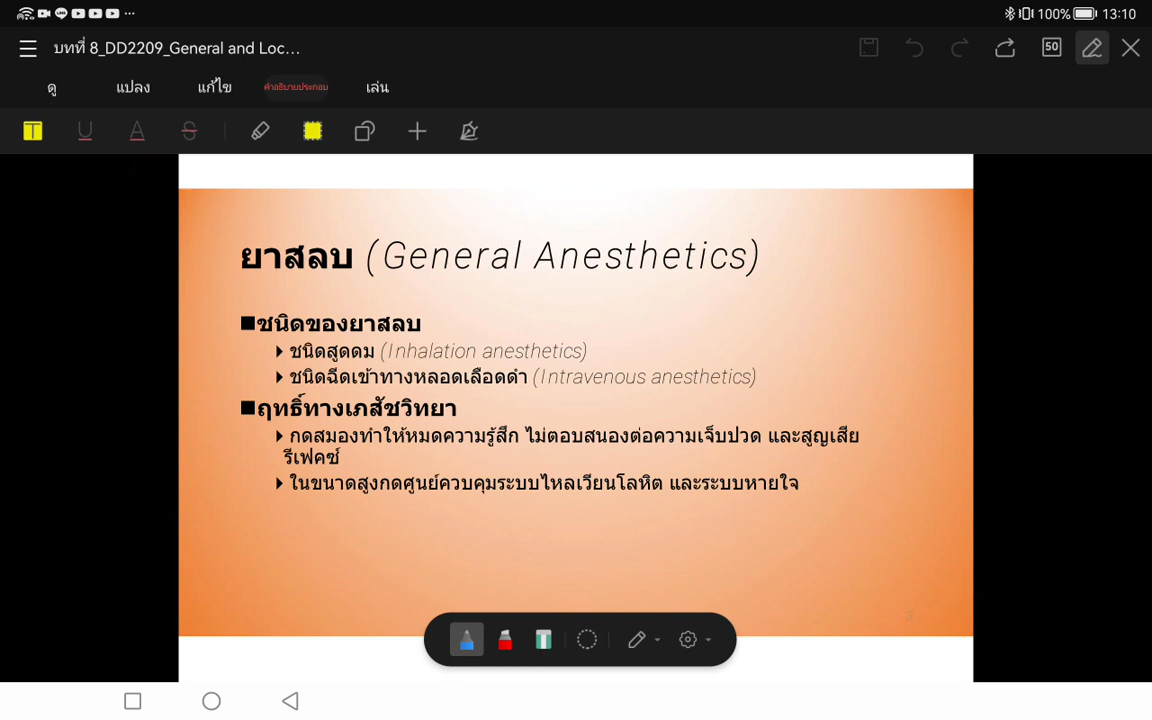 100% 13:10
บทที่ 8_DD2209_General and Loc...
50
ดู แปลง แก้ไข คำอธิบายประกอบ เล่น
T U A S
ยาสลบ (General Anesthetics)
ชนิดของยาสลบ
ชนิดสูดดม (Inhalation anesthetics)
ชนิดฉีดเข้าทางหลอดเลือดดำ (Intravenous anesthetics)
ฤทธิ์ทางเภสัชวิทยา
กดสมองทำให้หมดความรู้สึก ไม่ตอบสนองต่อความเจ็บปวด และสูญเสีย
รีเฟคซ์
ในขนาดสูงกดศูนย์ควบคุมระบบไหลเวียนโลหิต และระบบหายใจ
3